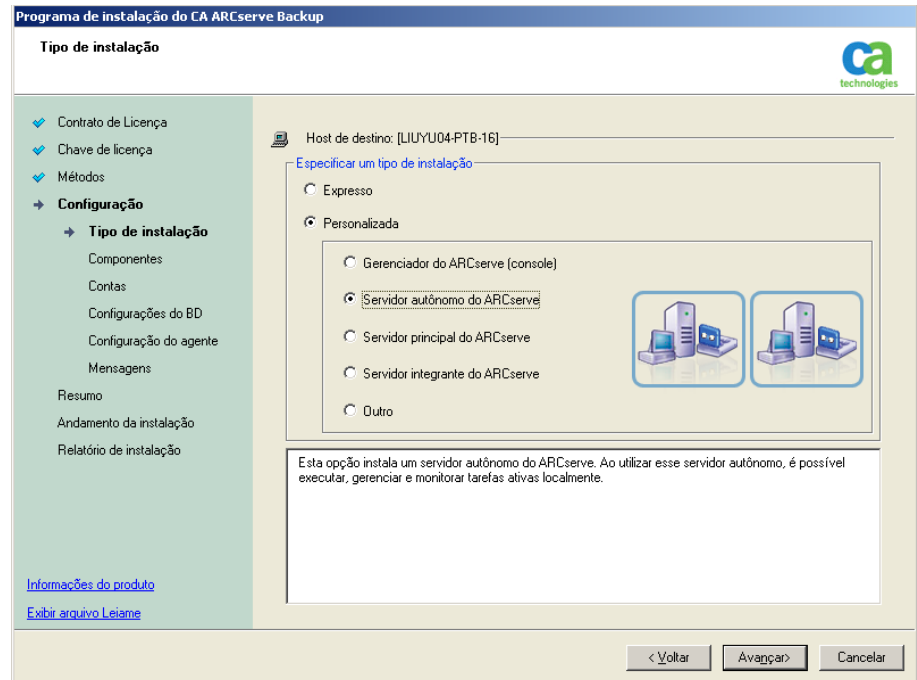 Programa de instalação do CA ARCserve Backup
Tipo de instalação
ca
technologies
Contrato de Licença
Chave de licença
Métodos
Configuração
Tipo de instalação
Componentes
Contas
Configurações do BD
Configuração do agente
Mensagens
Resumo
Andamento da instalação
Relatório de instalação
Informações do produto
Exibir arquivo Leiame
Host de destino: [LIUYU04-PTB-16]
Especificar um tipo de instalação
Expresso
Personalizada
Gerenciador do ARCserve (console)
Servidor autônomo do ARCserve
Servidor principal do ARCserve
Servidor integrante do ARCserve
Outro
Esta opção instala um servidor autônomo do ARCserve. Ao utilizar esse servidor autônomo, é possível
executar, gerenciar e monitorar tarefas ativas localmente.
< Voltar
Avançar>
Cancelar